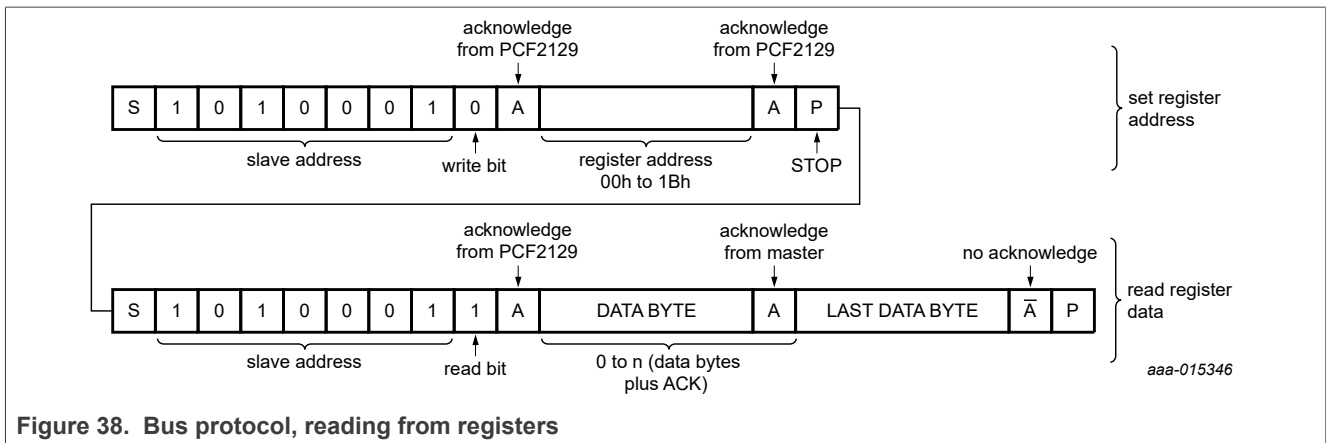 acknowledge
from PCF2129
acknowledge
from PCF2129
S 1 0 1 0 0 0 1 0 A A P
set register
address
slave address
write bit
register address
00h to 1Bh
STOP
acknowledge
from PCF2129
acknowledge
from master
no acknowledge
S 1 0 1 0 0 0 1 1 A DATA BYTE A LAST DATA BYTE A̅ P
read register
data
slave address
read bit
0 to n (data bytes
plus ACK)
aaa-015346
Figure 38. Bus protocol, reading from registers